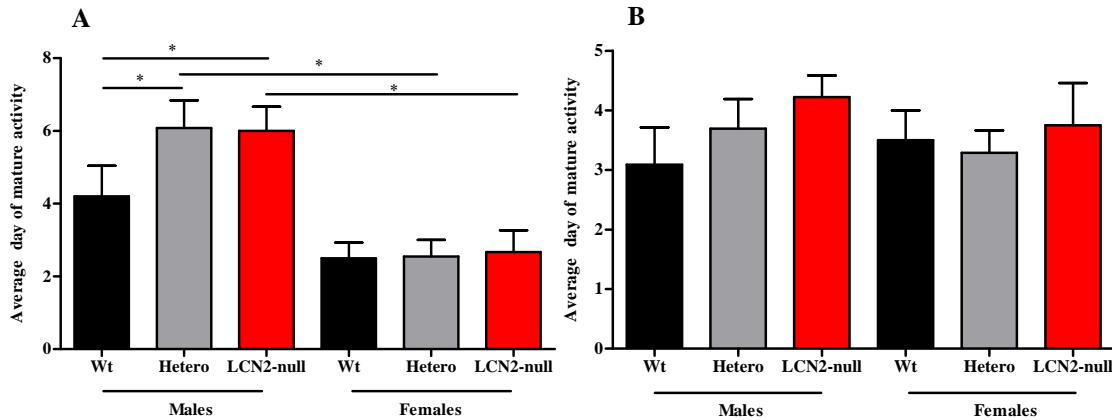 A
Average day of mature activity
8
6
4
2
0
*
*
*
*
Wt Hetero LCN2-null Wt Hetero LCN2-null
Males Females
B
Average day of mature activity
5
4
3
2
1
0
Wt Hetero LCN2-null Wt Hetero LCN2-null
Males Females